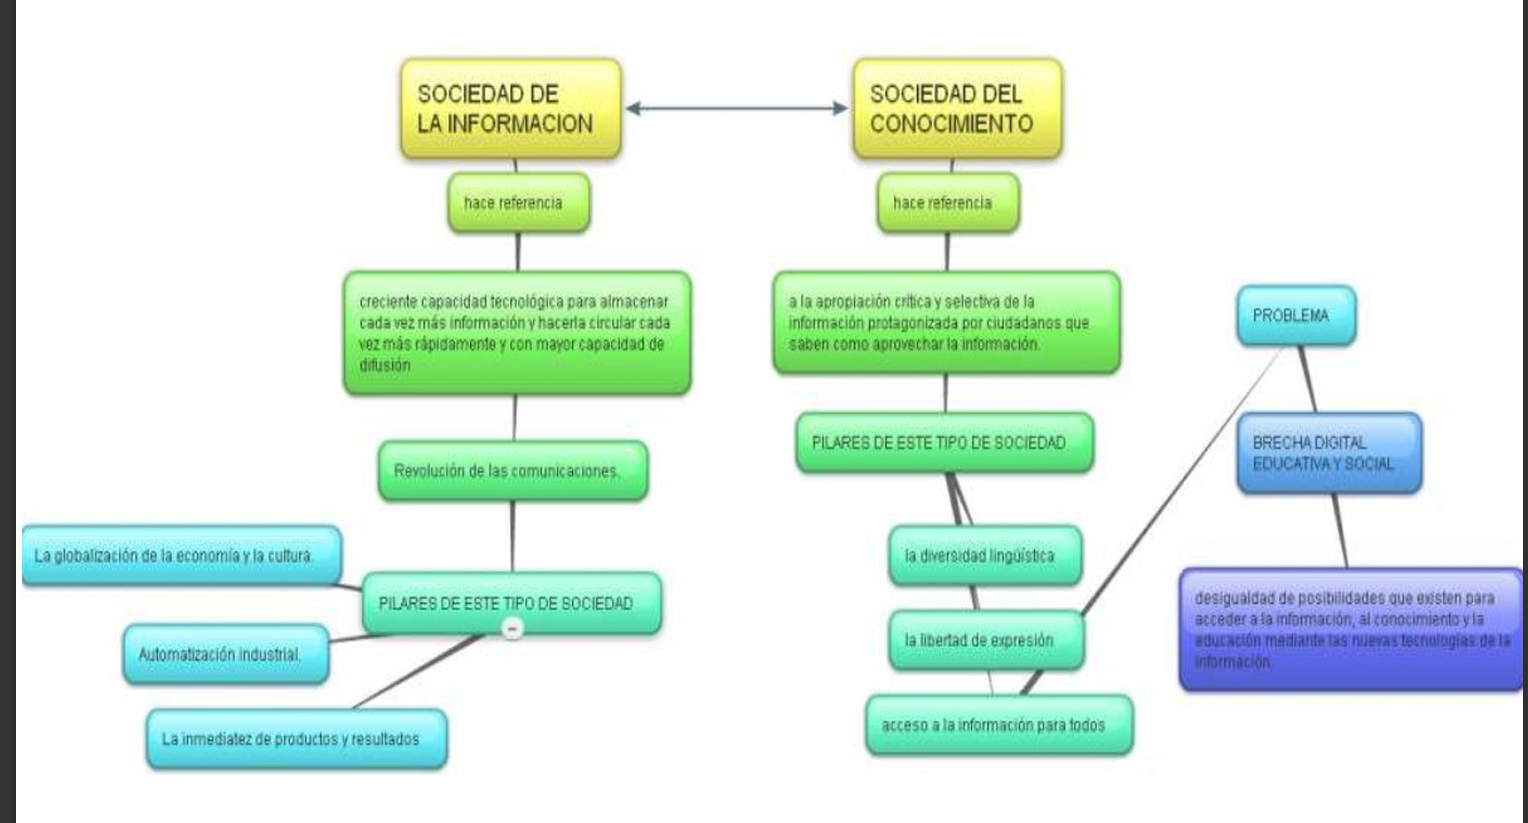 SOCIEDAD DE
LA INFORMACION
SOCIEDAD DEL
CONOCIMIENTO
hace referencia
hace referencia
creciente capacidad tecnológica para almacenar
cada vez más información y hacerla circular cada
vez más rápidamente y con mayor capacidad de
difusión
a la apropiación crítica y selectiva de la
información protagonizada por ciudadanos que
saben como aprovechar la información.
PROBLEMA
Revolución de las comunicaciones.
PILARES DE ESTE TIPO DE SOCIEDAD
BRECHA DIGITAL
EDUCATIVA Y SOCIAL
La globalización de la economía y la cultura.
PILARES DE ESTE TIPO DE SOCIEDAD
Automatización industrial.
La inmediatez de productos y resultados
la diversidad lingüística
la libertad de expresión
acceso a la información para todos
desigualdad de posibilidades que existen para
acceder a la información, al conocimiento y la
educación mediante las nuevas tecnologías de la
información.